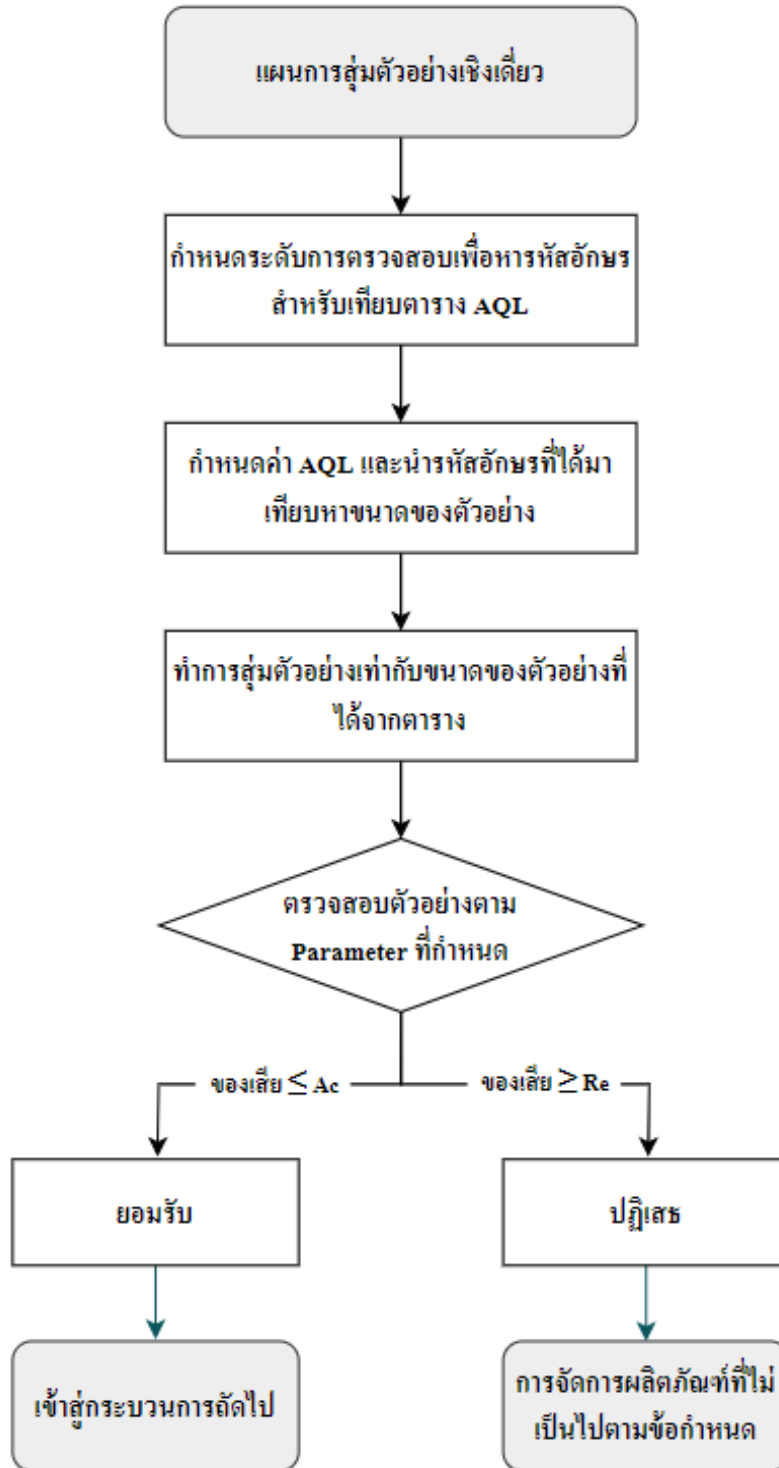 แผนการสุ่มตัวอย่างเชิงเดี่ยว
กำหนดระดับการตรวจสอบเพื่อหารหัสอักษร
สำหรับเทียบตาราง AQL
กำหนดค่า AQL และนำรหัสอักษรที่ได้มา
เทียบหาขนาดของตัวอย่าง
ทำการสุ่มตัวอย่างเท่ากับขนาดของตัวอย่างที่
ได้จากตาราง
ตรวจสอบตัวอย่างตาม
Parameter ที่กำหนด
ของเสีย ≤ Ac
ของเสีย ≥ Re
ยอมรับ
ปฏิเสธ
เข้าสู่กระบวนการถัดไป
การจัดการผลิตภัณฑ์ที่ไม่
เป็นไปตามข้อกำหนด